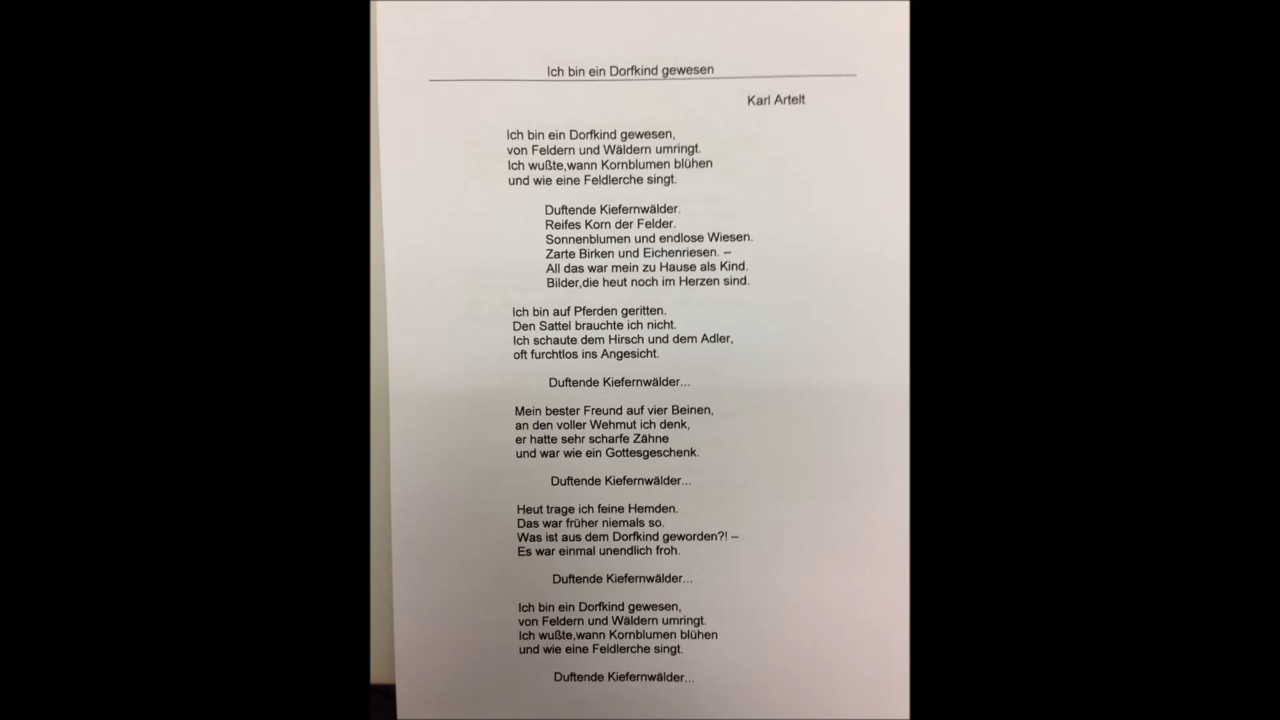 Ich bin ein Dorfkind gewesen
Karl Artelt
Ich bin ein Dorfkind gewesen,
von Feldern und Wäldern umringt.
Ich wußte,wann Kornblumen blühen
und wie eine Feldlerche singt.
Duftende Kiefernwälder.
Reifes Korn der Felder.
Sonnenblumen und endlose Wiesen.
Zarte Birken und Eichenriesen. –
All das war mein zu Hause als Kind.
Bilder,die heut noch im Herzen sind.
Ich bin auf Pferden geritten.
Den Sattel brauchte ich nicht.
Ich schaute dem Hirsch und dem Adler,
oft furchtlos ins Angesicht.
Duftende Kiefernwälder...
Mein bester Freund auf vier Beinen,
an den voller Wehmut ich denk,
er hatte sehr scharfe Zähne
und war wie ein Gottesgeschenk.
Duftende Kiefernwälder...
Heut trage ich feine Hemden.
Das war früher niemals so.
Was ist aus dem Dorfkind geworden?! –
Es war einmal unendlich froh.
Duftende Kiefernwälder...
Ich bin ein Dorfkind gewesen,
von Feldern und Wäldern umringt.
Ich wußte,wann Kornblumen blühen
und wie eine Feldlerche singt.
Duftende Kiefernwälder...